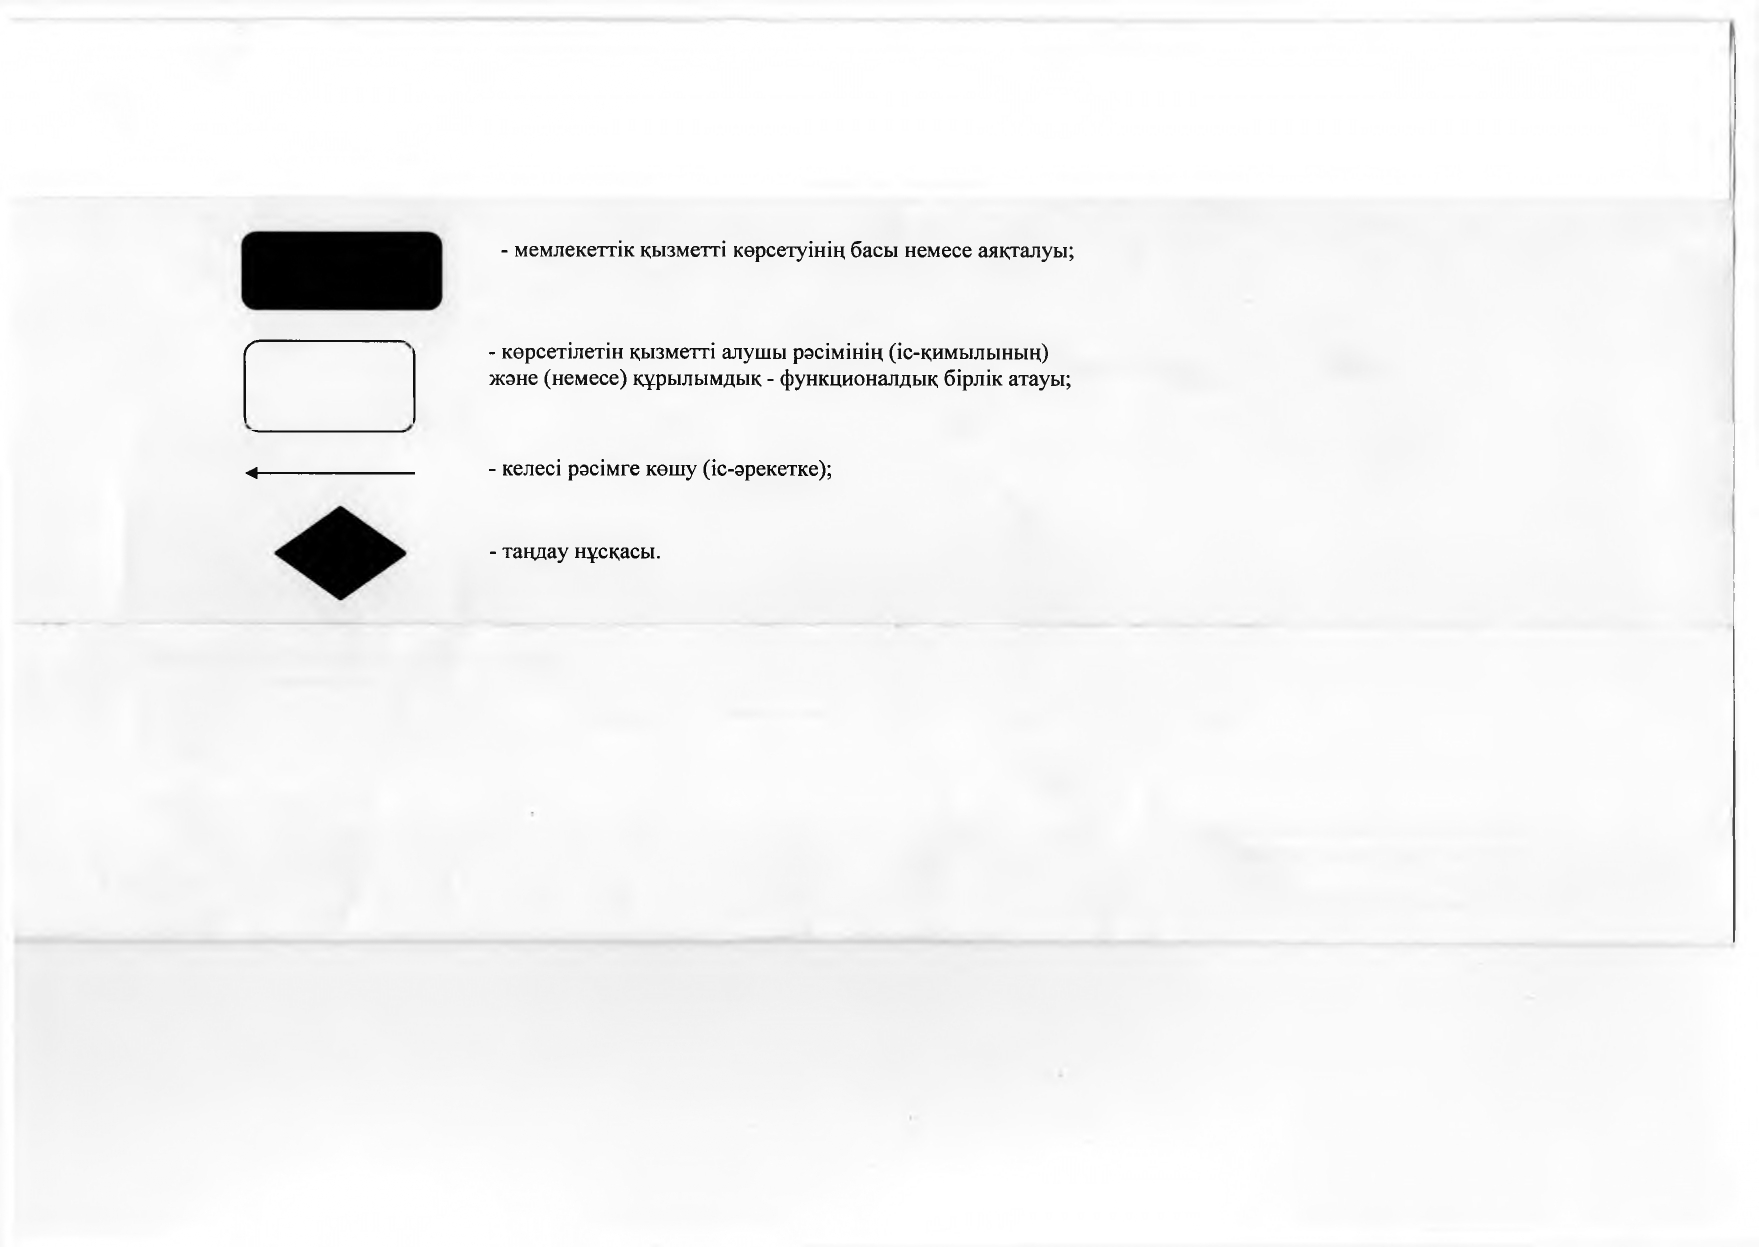 - мемлекеттік қызметті көрсетуінің басы немесе аяқталуы;
- көрсетілетін қызметті алушы рәсімінің (іс-қимылының)
және (немесе) құрылымдық - функционалдық бірлік атауы;
- келесі рәсімге көшу (іс-әрекетке);
- таңдау нұсқасы.